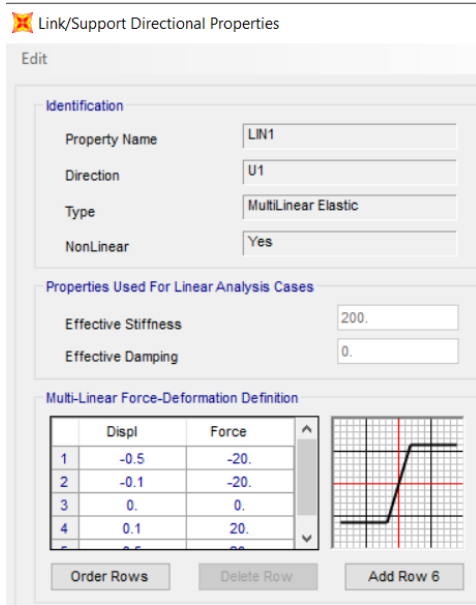 Link/Support Directional Properties
Edit
Identification
Property Name LIN1
Direction U1
Type MultiLinear Elastic
NonLinear Yes
Properties Used For Linear Analysis Cases
Effective Stiffness 200.
Effective Damping 0.
Multi-Linear Force-Deformation Definition
Displ Force
1 -0.5 -20.
2 -0.1 -20.
3 0. 0.
4 0.1 20.
Order Rows Delete Row Add Row 6